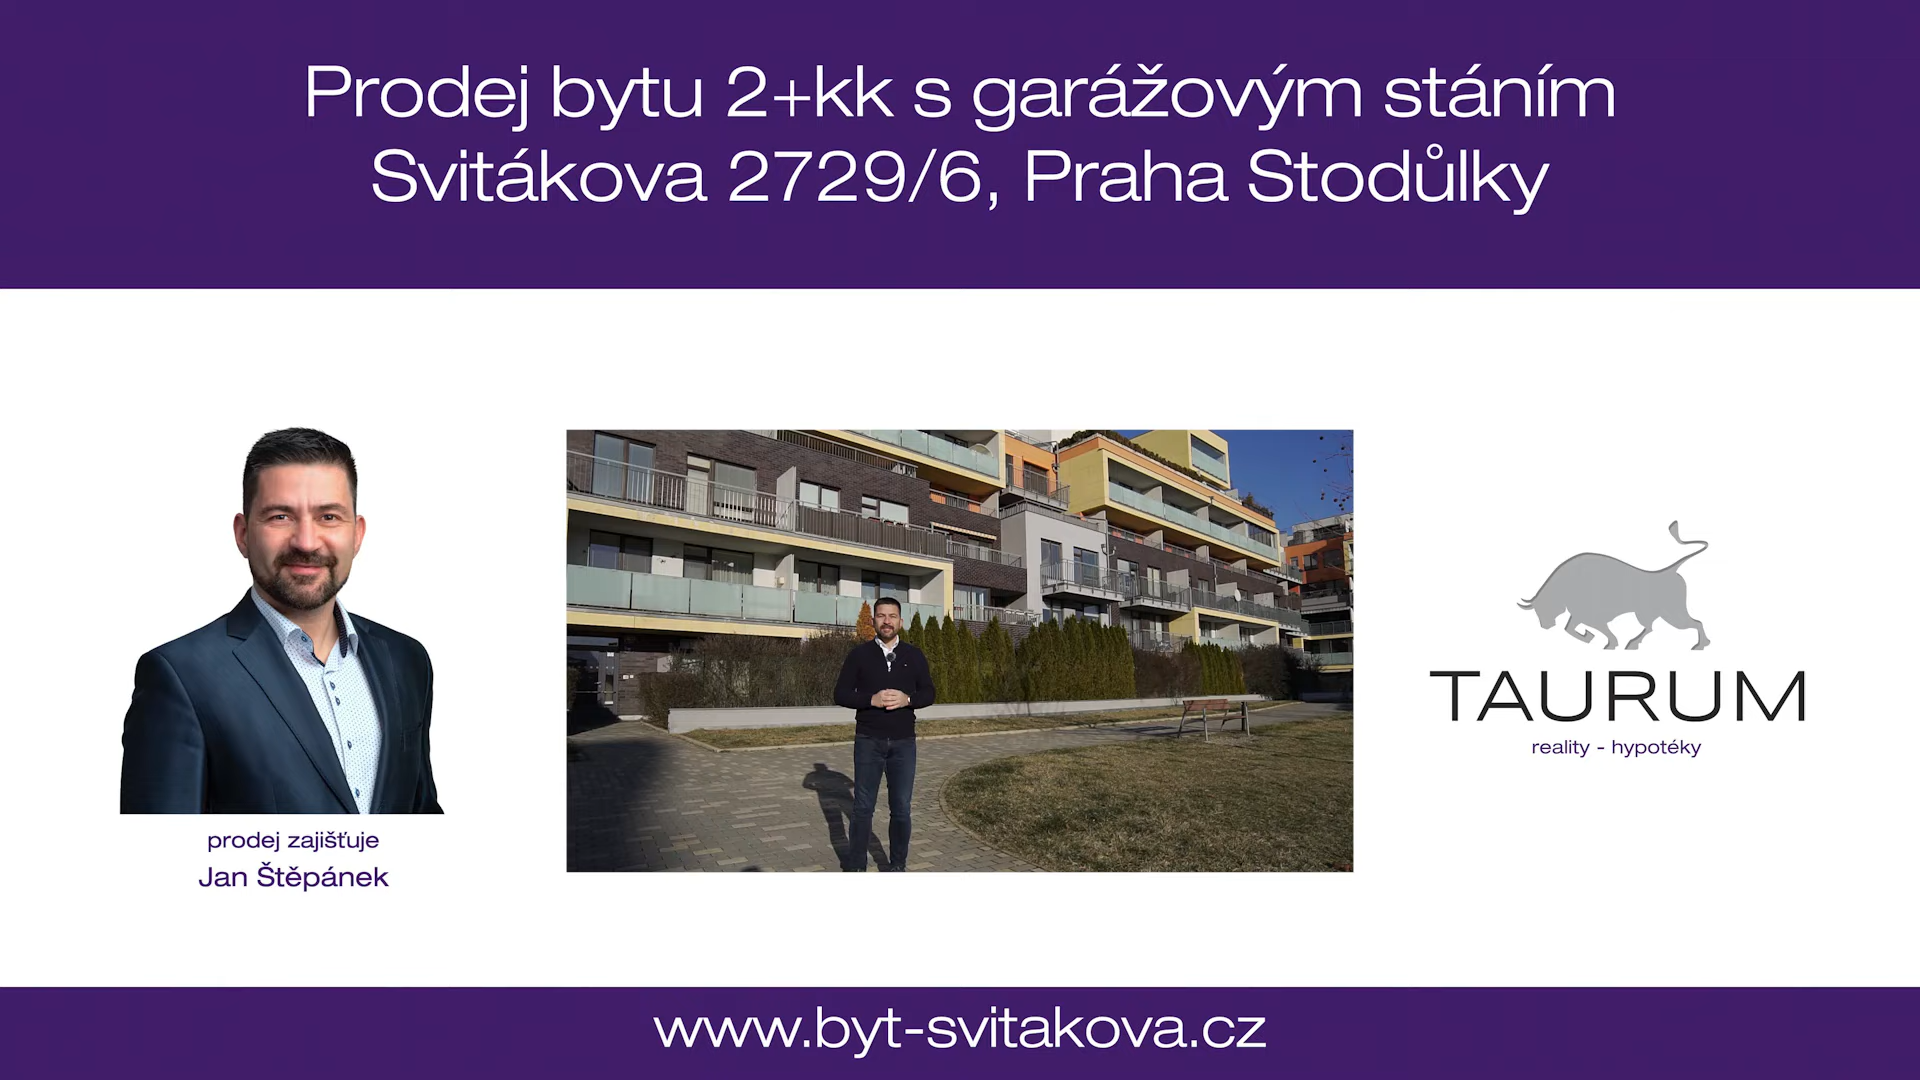 Prodej bytu 2+kk s garážovým stáním
Svitákova 2729/6, Praha Stodůlky
prodej zajišťuje
Jan Štěpánek
TAURUM
reality - hypotéky
www.byt-svitakova.cz